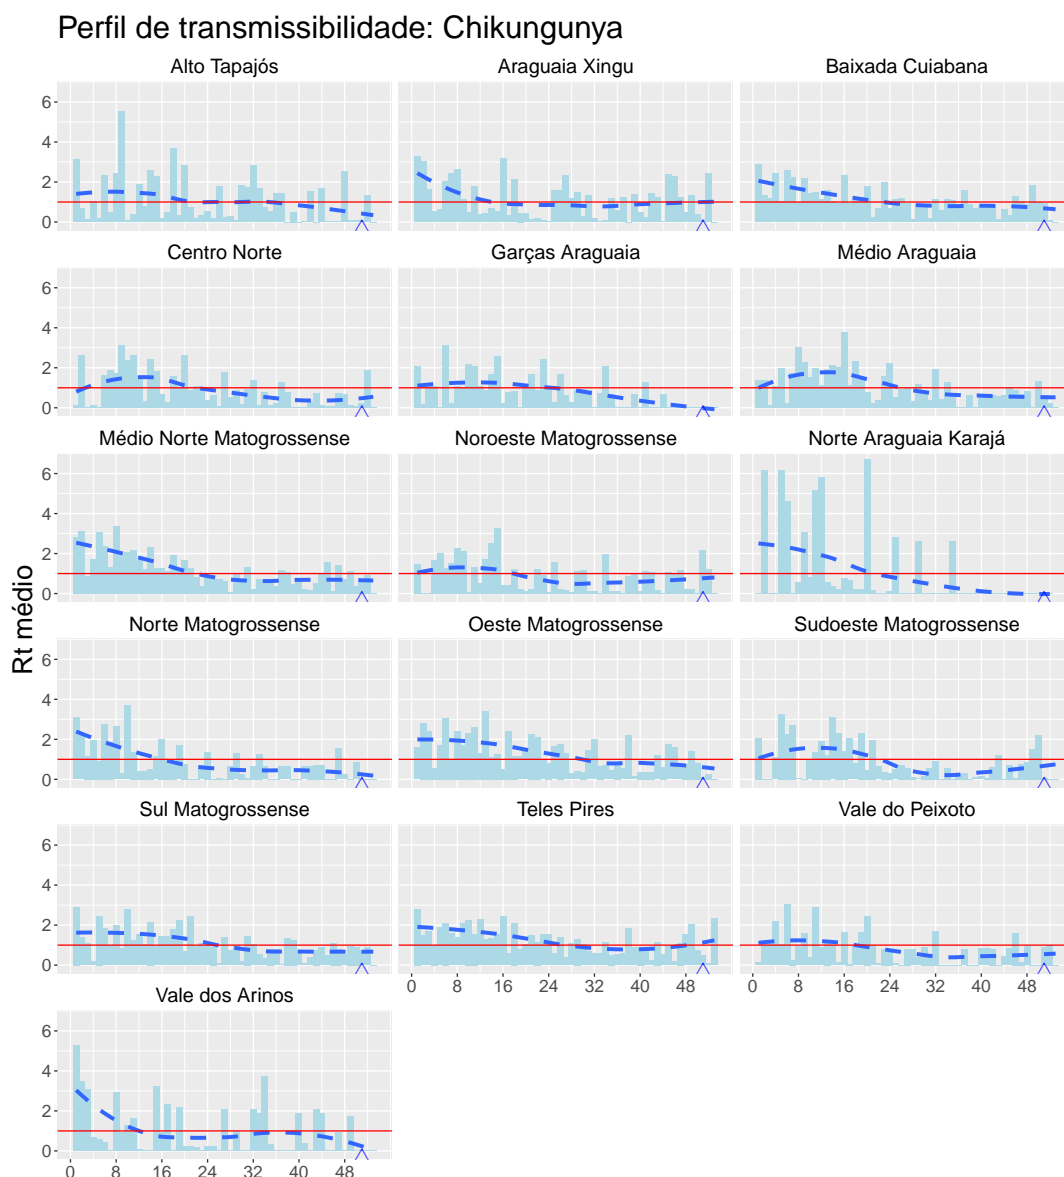 Perfil de transmissibilidade: Chikungunya
Alto Tapajós Araguaia Xingu Baixada Cuiabana
6
4
2
0
Centro Norte Garças Araguaia Médio Araguaia
6
4
2
0
Médio Norte Matogrossense Noroeste Matogrossense Norte Araguaia Karajá
6
4
2
0
Rt médio
Norte Matogrossense Oeste Matogrossense Sudoeste Matogrossense
6
4
2
0
Sul Matogrossense Teles Pires Vale do Peixoto
6
4
2
0
0 8 16 24 32 40 48 0 8 16 24 32 40 48
Vale dos Arinos
6
4
2
0
0 8 16 24 32 40 48